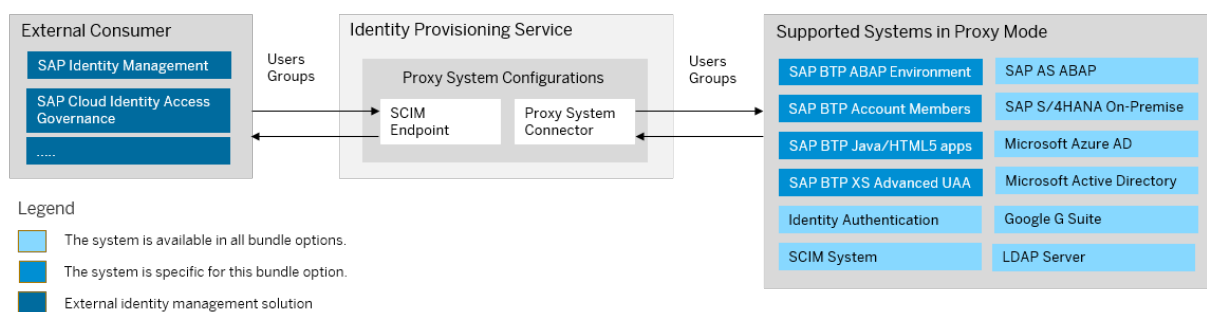 External Consumer
SAP Identity Management
SAP Cloud Identity Access
Governance
.....
Users
Groups
Identity Provisioning Service
Proxy System Configurations
SCIM
Endpoint
Proxy System
Connector
Users
Groups
Supported Systems in Proxy Mode
SAP BTP ABAP Environment
SAP AS ABAP
SAP BTP Account Members
SAP S/4HANA On-Premise
SAP BTP Java/HTML5 apps
Microsoft Azure AD
SAP BTP XS Advanced UAA
Microsoft Active Directory
Identity Authentication
Google G Suite
SCIM System
LDAP Server
Legend
The system is available in all bundle options.
The system is specific for this bundle option.
External identity management solution